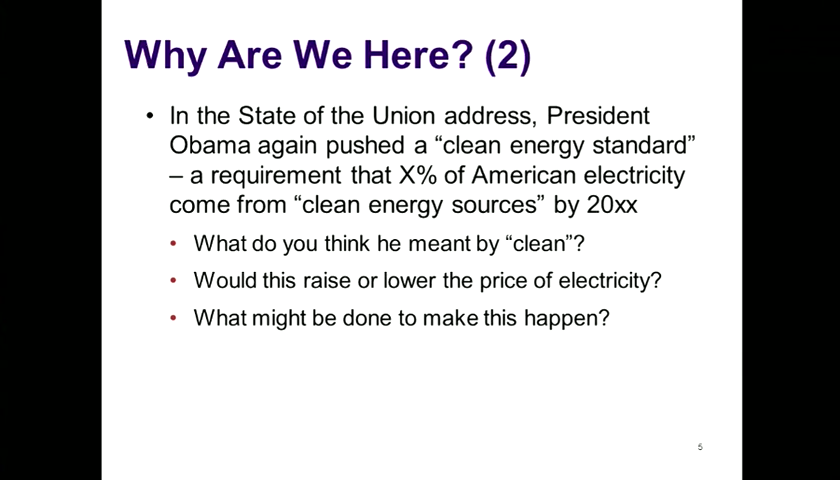 Why Are We Here? (2)
• In the State of the Union address, President
Obama again pushed a “clean energy standard”
– a requirement that X% of American electricity
come from “clean energy sources” by 20xx
• What do you think he meant by “clean”?
• Would this raise or lower the price of electricity?
• What might be done to make this happen?
5